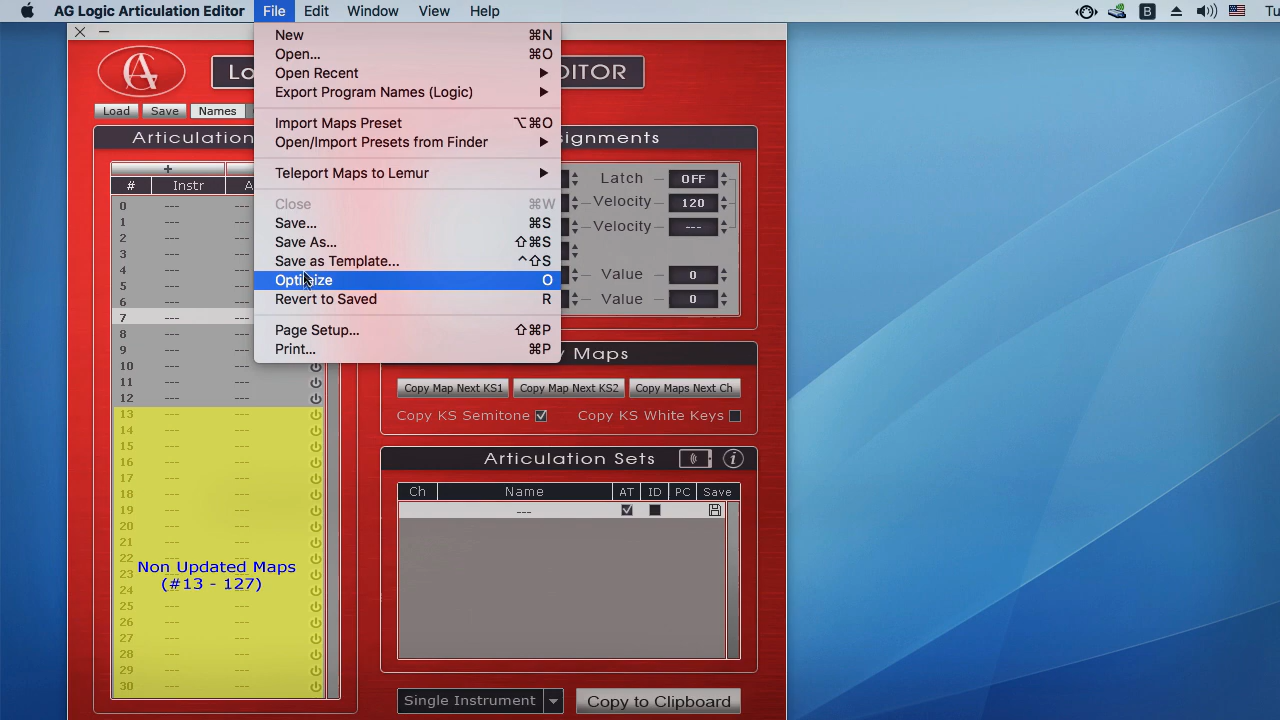 AG Logic Articulation Editor File Edit Window View Help B Tu
New ⌘N
Open... ⌘O
Open Recent
Export Program Names (Logic)
Import Maps Preset ⌥⌘O
Open/Import Presets from Finder
Teleport Maps to Lemur
Close ⌘W
Save... ⌘S
Save As... ⇧⌘S
Save as Template... ^⇧S
Optimize O
Revert to Saved R
Page Setup... ⇧⌘P
Print... ⌘P
Lo
ITOR
Load Save Names
Articulation
+
# Instr A
0 --- ---
1 --- ---
2 --- ---
3 --- ---
4 --- ---
5 --- ---
6 --- ---
7 --- ---
8 --- ---
9 --- ---
10 --- ---
11 --- ---
12 --- ---
13 --- ---
14 --- ---
15 --- ---
16 --- ---
17 --- ---
18 --- ---
19 --- ---
20 --- ---
21 --- ---
22 --- ---
23 --- ---
24 --- ---
25 --- ---
26 --- ---
27 --- ---
28 --- ---
29 --- ---
30 --- ---
Non Updated Maps
(#13 - 127)
signments
Latch OFF
Velocity 120
Velocity ---
Value 0
Value 0
Maps
Copy Map Next KS1 Copy Map Next KS2 Copy Maps Next Ch
Copy KS Semitone Copy KS White Keys
Articulation Sets
Ch Name AT ID PC Save
---
Single Instrument Copy to Clipboard